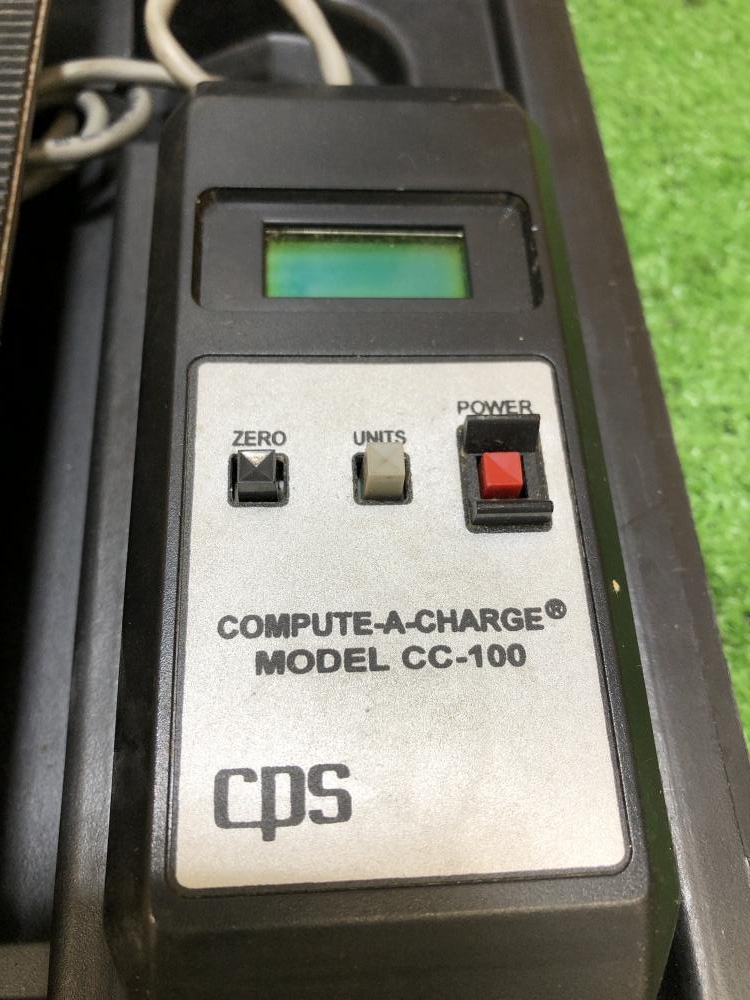 POWER
ZERO UNITS
COMPUTE-A-CHARGE®
MODEL CC-100
cps